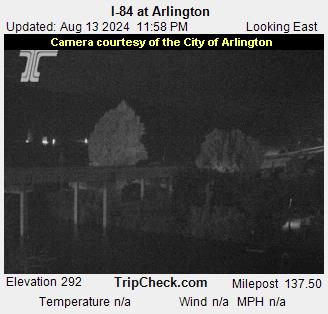 I-84 at Arlington
Updated: Aug 13 2024 11:58 PM Looking East
Camera courtesy of the City of Arlington
Elevation 292 TripCheck.com Milepost 137.50
Temperature n/a Wind n/a MPH n/a